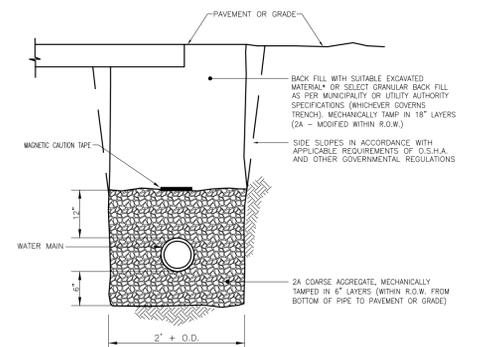 PAVEMENT OR GRADE
BACK FILL WITH SUITABLE EXCAVATED
MATERIAL* OR SELECT GRANULAR BACK FILL
AS PER MUNICIPALITY OR UTILITY AUTHORITY
SPECIFICATIONS (WHICHEVER GOVERNS
TRENCH). MECHANICALLY TAMP IN 18" LAYERS
(2A - MODIFIED WITHIN R.O.W.)
SIDE SLOPES IN ACCORDANCE WITH
APPLICABLE REQUIREMENTS OF O.S.H.A.
AND OTHER GOVERNMENTAL REGULATIONS
MAGNETIC CAUTION TAPE
12"
WATER MAIN
6"
2A COARSE AGGREGATE, MECHANICALLY
TAMPED IN 6" LAYERS (WITHIN R.O.W. FROM
BOTTOM OF PIPE TO PAVEMENT OR GRADE)
2' + O.D.